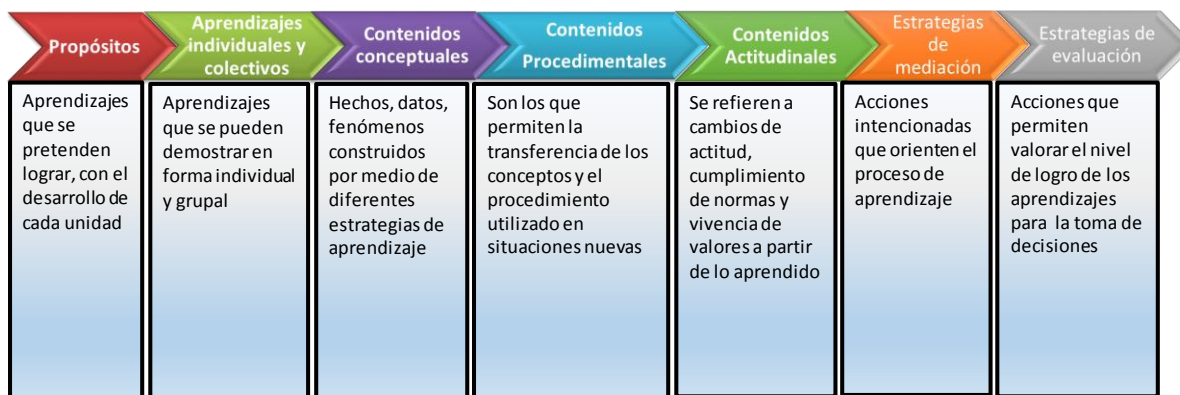 Propósitos
Aprendizajes
individuales y
colectivos
Contenidos
conceptuales
Contenidos
Procedimentales
Contenidos
Actitudinales
Estrategias
de
mediación
Estrategias de
evaluación
Aprendizajes
que se
pretenden
lograr, con el
desarrollo de
cada unidad
Aprendizajes
que se pueden
demostrar en
forma individual
y grupal
Hechos, datos,
fenómenos
construidos
por medio de
diferentes
estrategias de
aprendizaje
Son los que
permiten la
transferencia de los
conceptos y el
procedimiento
utilizado en
situaciones nuevas
Se refieren a
cambios de
actitud,
cumplimiento
de normas y
vivencia de
valores a partir
de lo aprendido
Acciones
intencionadas
que orienten el
proceso de
aprendizaje
Acciones que
permiten
valorar el nivel
de logro de los
aprendizajes
para la toma de
decisiones